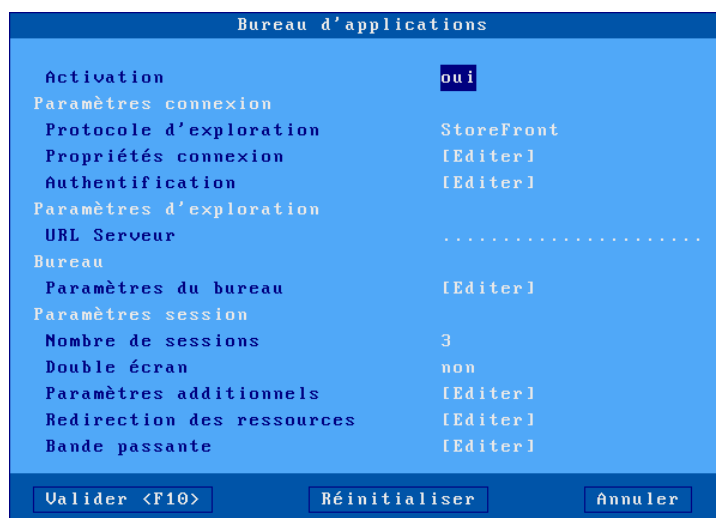 Bureau d'applications
Activation oui
Paramètres connexion
Protocole d'exploration StoreFront
Propriétés connexion [Editer]
Authentification [Editer]
Paramètres d'exploration
URL Serveur ......................
Bureau
Paramètres du bureau [Editer]
Paramètres session
Nombre de sessions 3
Double écran non
Paramètres additionnels [Editer]
Redirection des ressources [Editer]
Bande passante [Editer]
Valider <F10> Réinitialiser Annuler